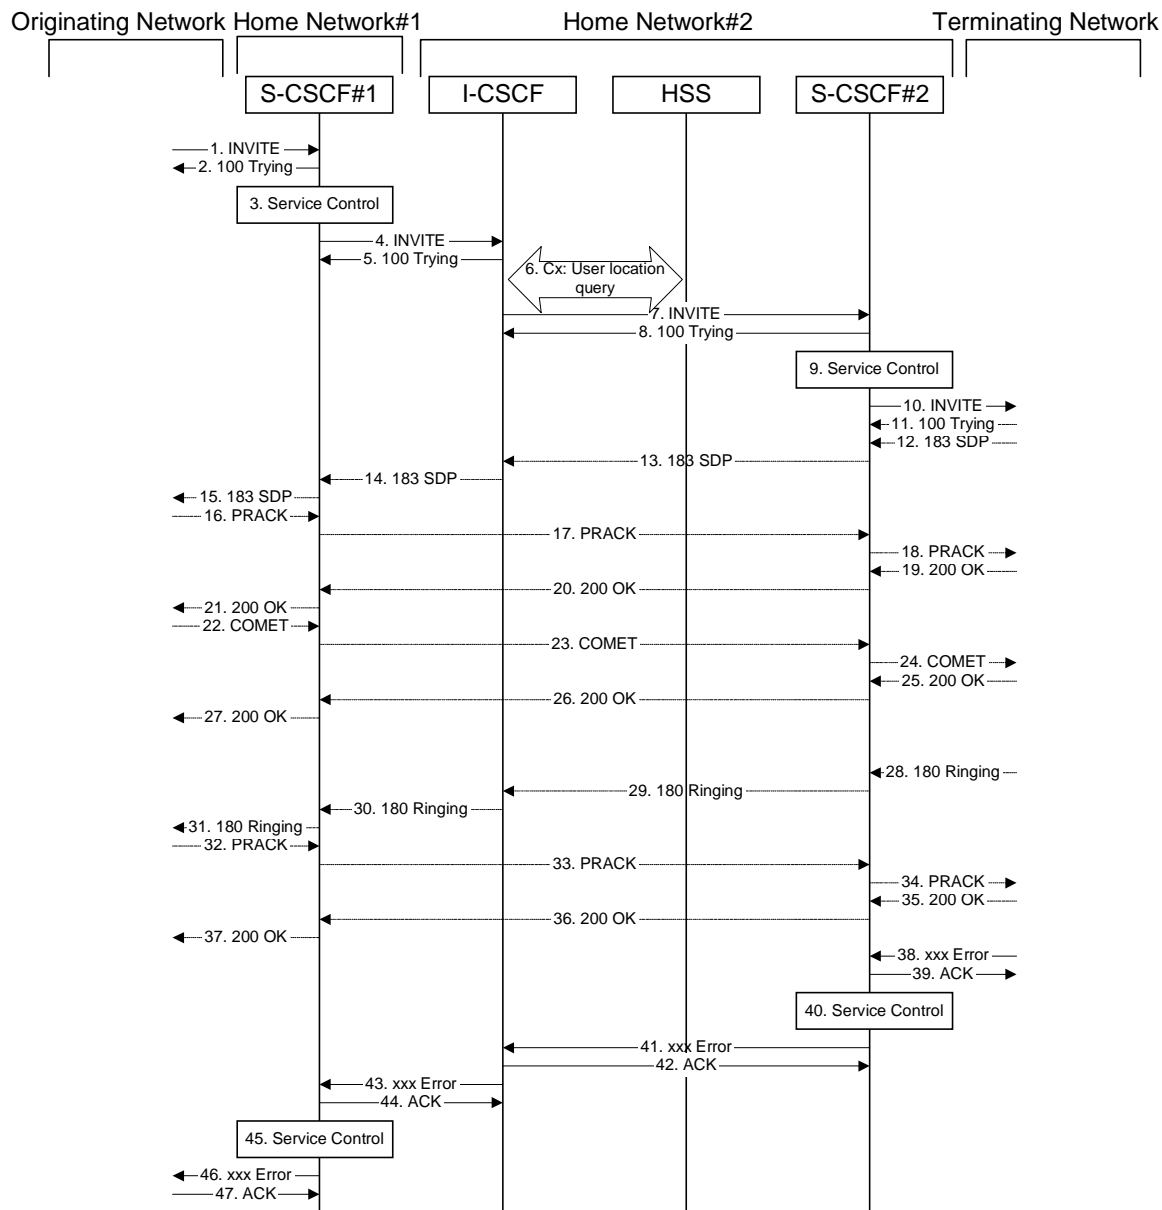 Originating Network Home Network#1 Home Network#2 Terminating Network
S-CSCF#1 I-CSCF HSS S-CSCF#2
1. INVITE
2. 100 Trying
3. Service Control
4. INVITE
5. 100 Trying
6. Cx: User location
query
7. INVITE
8. 100 Trying
9. Service Control
10. INVITE
11. 100 Trying
12. 183 SDP
13. 183 SDP
14. 183 SDP
15. 183 SDP
16. PRACK
17. PRACK
18. PRACK
19. 200 OK
20. 200 OK
21. 200 OK
22. COMET
23. COMET
24. COMET
25. 200 OK
26. 200 OK
27. 200 OK
28. 180 Ringing
29. 180 Ringing
30. 180 Ringing
31. 180 Ringing
32. PRACK
33. PRACK
34. PRACK
35. 200 OK
36. 200 OK
37. 200 OK
38. xxx Error
39. ACK
40. Service Control
41. xxx Error
42. ACK
43. xxx Error
44. ACK
45. Service Control
46. xxx Error
47. ACK